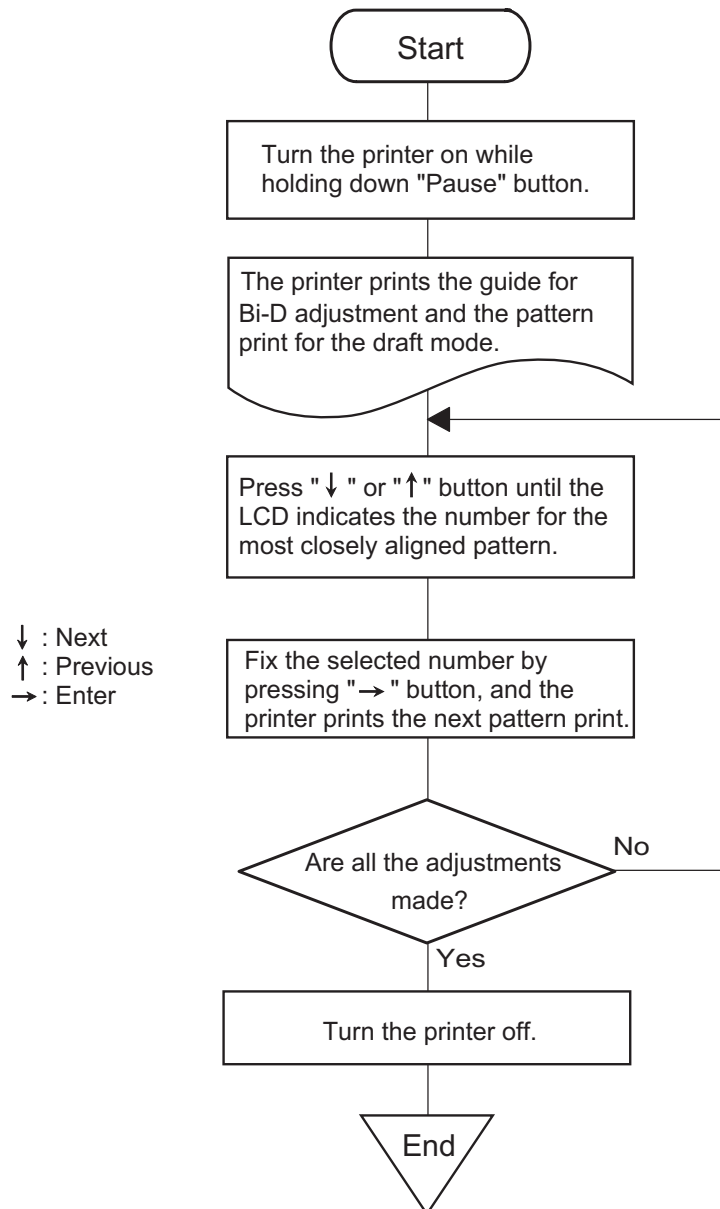 Start
Turn the printer on while
holding down "Pause" button.
The printer prints the guide for
Bi-D adjustment and the pattern
print for the draft mode.
Press "↓ " or "↑" button until the
LCD indicates the number for the
most closely aligned pattern.
↓ : Next
↑ : Previous
→ : Enter
Fix the selected number by
pressing "→ " button, and the
printer prints the next pattern print.
Are all the adjustments
made?
No
Yes
Turn the printer off.
End